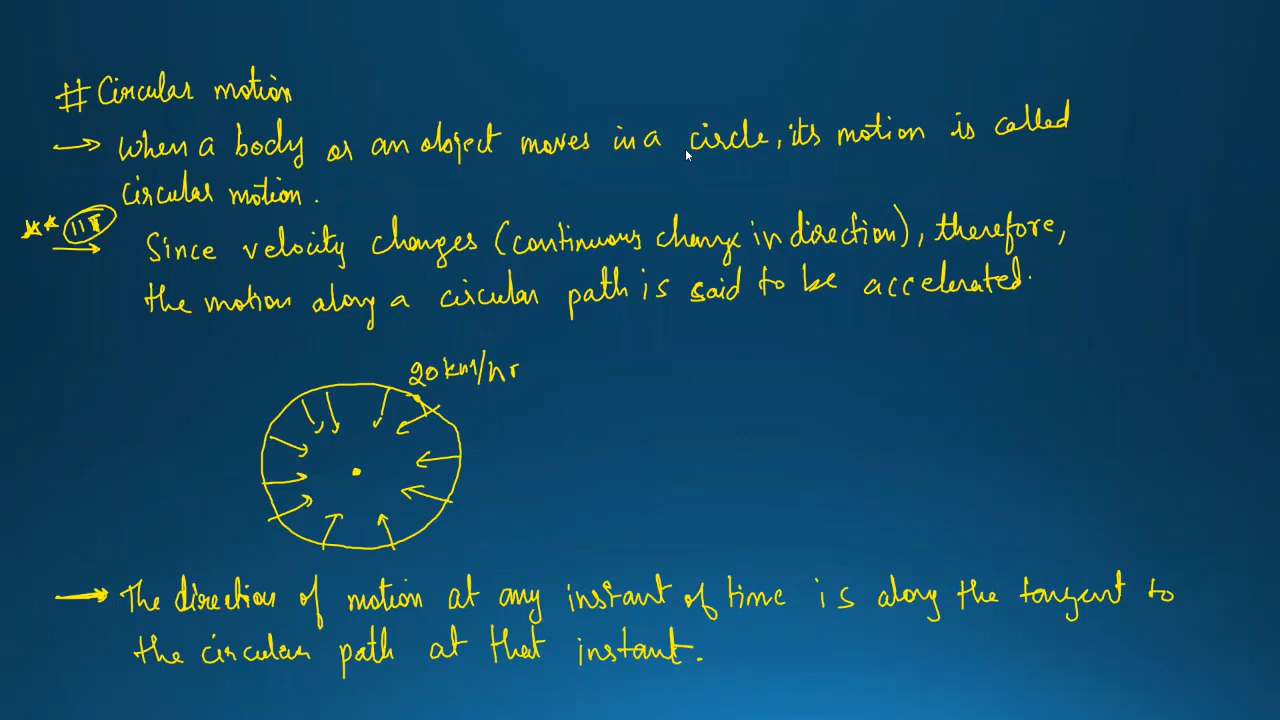 # Circular motion
→ When a body or an object moves in a circle, its motion is called
circular motion.
** IIT
→ Since velocity changes (continuous change in direction), therefore,
the motion along a circular path is said to be accelerated.
20km/hr
→ The direction of motion at any instant of time is along the tangent to
the circular path at that instant.